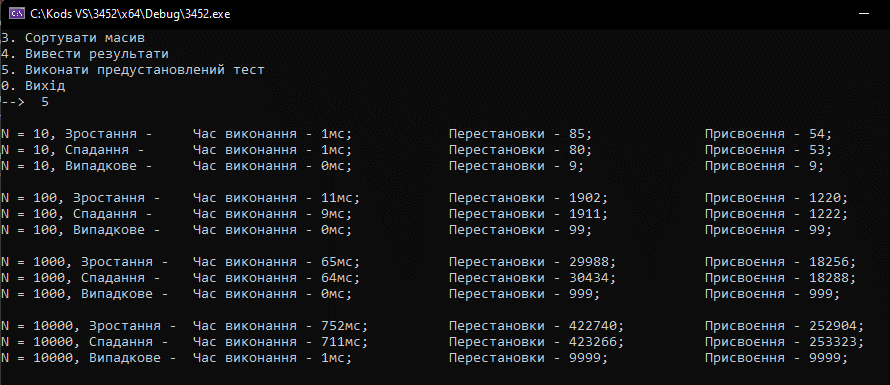 C:\Kods VS\3452\x64\Debug\3452.exe
3. Сортувати масив
4. Вивести результати
5. Виконати предустановлений тест
0. Вихід
--> 5
N = 10, Зростання - Час виконання - 1мс; Перестановки - 85; Присвоєння - 54;
N = 10, Спадання - Час виконання - 1мс; Перестановки - 80; Присвоєння - 53;
N = 10, Випадкове - Час виконання - 0мс; Перестановки - 9; Присвоєння - 9;
N = 100, Зростання - Час виконання - 11мс; Перестановки - 1902; Присвоєння - 1220;
N = 100, Спадання - Час виконання - 9мс; Перестановки - 1911; Присвоєння - 1222;
N = 100, Випадкове - Час виконання - 0мс; Перестановки - 99; Присвоєння - 99;
N = 1000, Зростання - Час виконання - 65мс; Перестановки - 29988; Присвоєння - 18256;
N = 1000, Спадання - Час виконання - 64мс; Перестановки - 30434; Присвоєння - 18288;
N = 1000, Випадкове - Час виконання - 0мс; Перестановки - 999; Присвоєння - 999;
N = 10000, Зростання - Час виконання - 752мс; Перестановки - 422740; Присвоєння - 252904;
N = 10000, Спадання - Час виконання - 711мс; Перестановки - 423266; Присвоєння - 253323;
N = 10000, Випадкове - Час виконання - 1мс; Перестановки - 9999; Присвоєння - 9999;